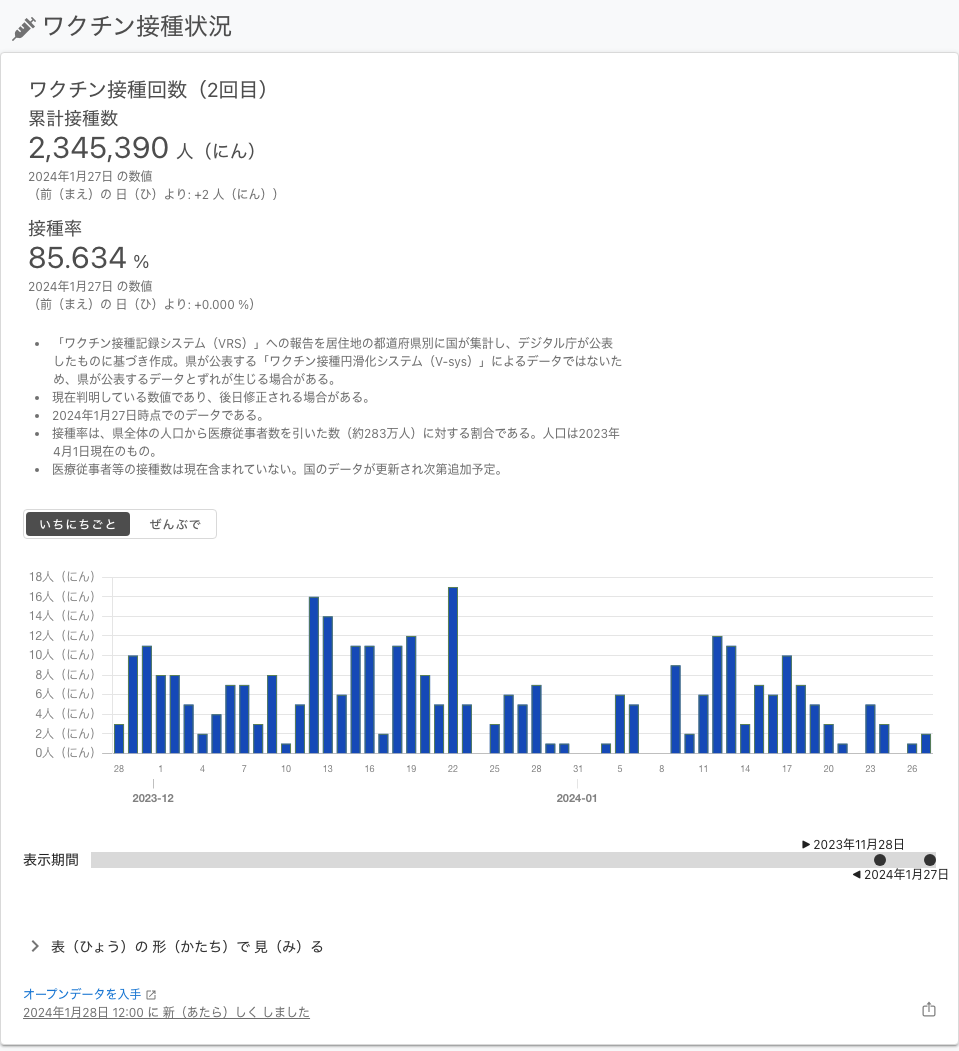 ワクチン接種状況
ワクチン接種回数（2回目）
累計接種数
2,345,390 人（にん）
2024年1月27日 の数値
（前（まえ）の 日（ひ）より: +2 人（にん））
接種率
85.634 %
2024年1月27日 の数値
（前（まえ）の 日（ひ）より: +0.000 %）
• 「ワクチン接種記録システム（VRS）」への報告を居住地の都道府県別に国が集計し、デジタル庁が公表
したものに基づき作成。県が公表する「ワクチン接種円滑化システム（V-sys）」によるデータではないた
め、県が公表するデータとずれが生じる場合がある。
• 現在判明している数値であり、後日修正される場合がある。
• 2024年1月27日時点でのデータである。
• 接種率は、県全体の人口から医療従事者数を引いた数（約283万人）に対する割合である。人口は2023年
4月1日現在のもの。
• 医療従事者等の接種数は現在含まれていない。国のデータが更新され次第追加予定。
いちにちごと ぜんぶで
18人（にん）
16人（にん）
14人（にん）
12人（にん）
10人（にん）
8人（にん）
6人（にん）
4人（にん）
2人（にん）
0人（にん）
28 1 4 7 10 13 16 19 22 25 28 31 5 8 11 14 17 20 23 26
2023-12 2024-01
2023年11月28日
表示期間
2024年1月27日
表（ひょう）の 形（かたち）で 見（み）る
オープンデータを入手
2024年1月28日 12:00 に 新（あたら）しく しました